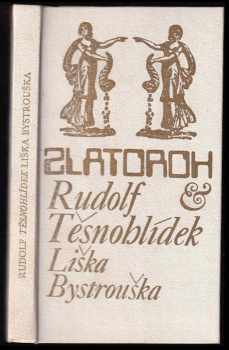 RUDOLF TĚSNOHLÍDEK LIŠKA BYSTROUŠKA
ZLATOROH
Rudolf &
Těsnohlídek
Liška
Bystrouška